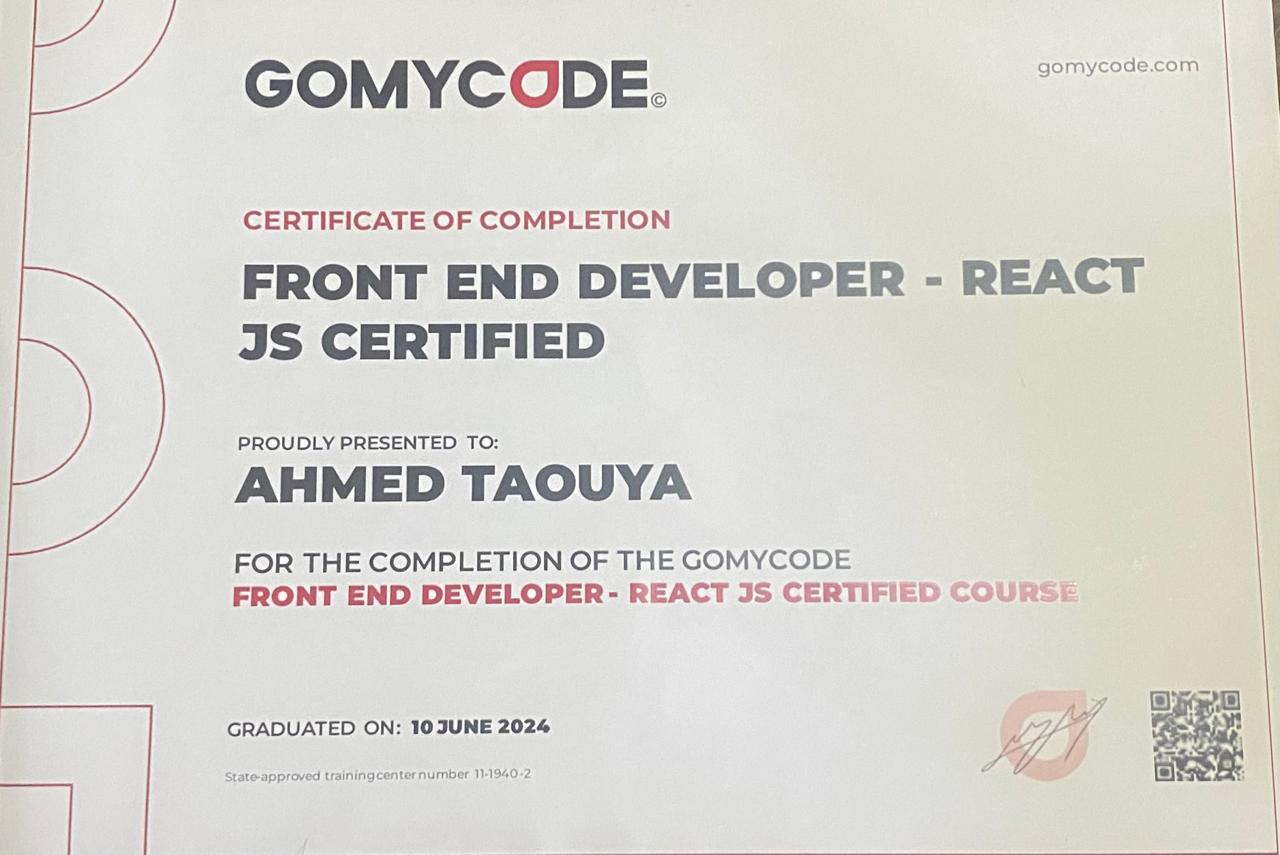 GOMYCODE©
gomycode.com
CERTIFICATE OF COMPLETION
FRONT END DEVELOPER - REACT
JS CERTIFIED
PROUDLY PRESENTED TO:
AHMED TAOUYA
FOR THE COMPLETION OF THE GOMYCODE
FRONT END DEVELOPER - REACT JS CERTIFIED COURSE
GRADUATED ON: 10 JUNE 2024
State-approved training center number 11-1940-2